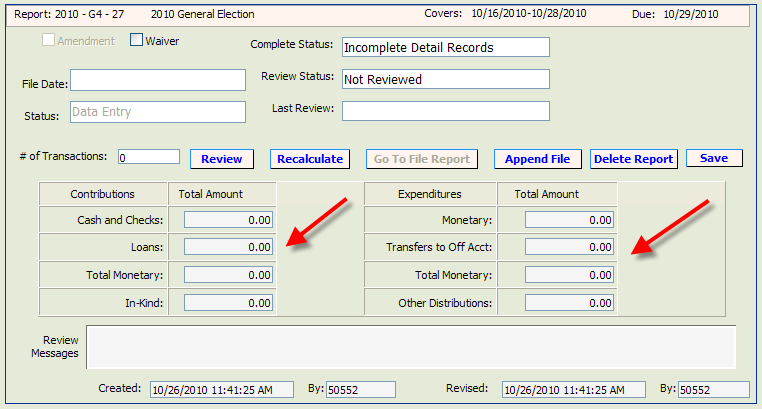 Report: 2010 - G4 - 27 2010 General Election Covers: 10/16/2010-10/28/2010 Due: 10/29/2010
Amendment Waiver Complete Status: Incomplete Detail Records
File Date: Review Status: Not Reviewed
Status: Data Entry Last Review:
# of Transactions: 0 Review Recalculate Go To File Report Append File Delete Report Save
Contributions Total Amount Expenditures Total Amount
Cash and Checks: 0.00 Monetary: 0.00
Loans: 0.00 Transfers to Off Acct: 0.00
Total Monetary: 0.00 Total Monetary: 0.00
In-Kind: 0.00 Other Distributions: 0.00
Review
Messages
Created: 10/26/2010 11:41:25 AM By: 50552 Revised: 10/26/2010 11:41:25 AM By: 50552